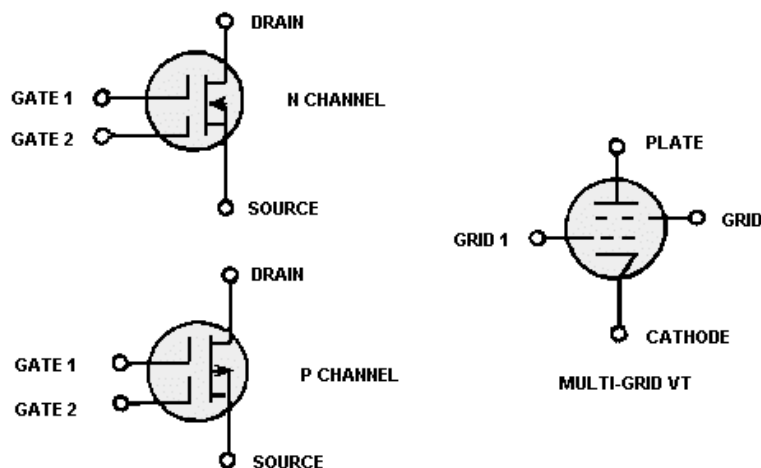 DRAIN
GATE 1
N CHANNEL
GATE 2
SOURCE
DRAIN
GATE 1
P CHANNEL
GATE 2
SOURCE
PLATE
GRID
GRID 1
CATHODE
MULTI-GRID VT